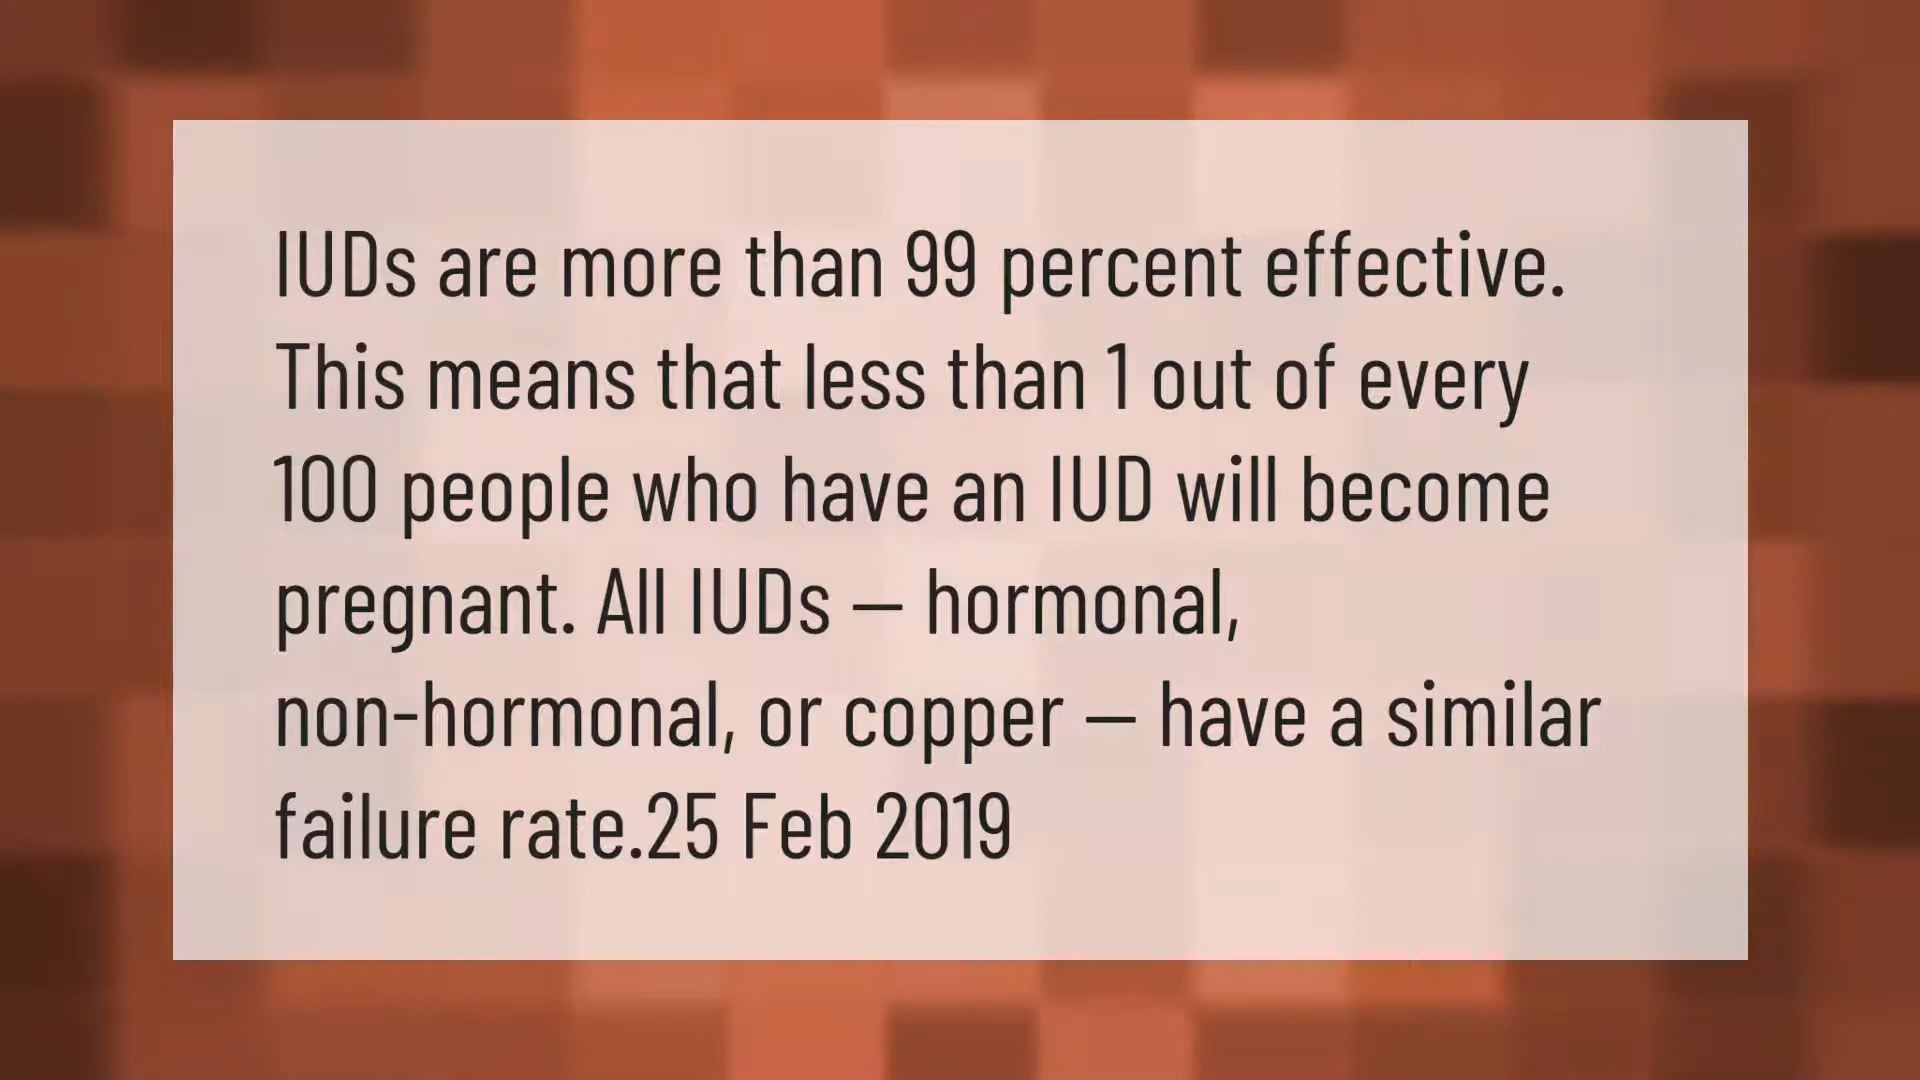 IUDs are more than 99 percent effective.
This means that less than 1 out of every
100 people who have an IUD will become
pregnant. All IUDs — hormonal,
non-hormonal, or copper — have a similar
failure rate.25 Feb 2019